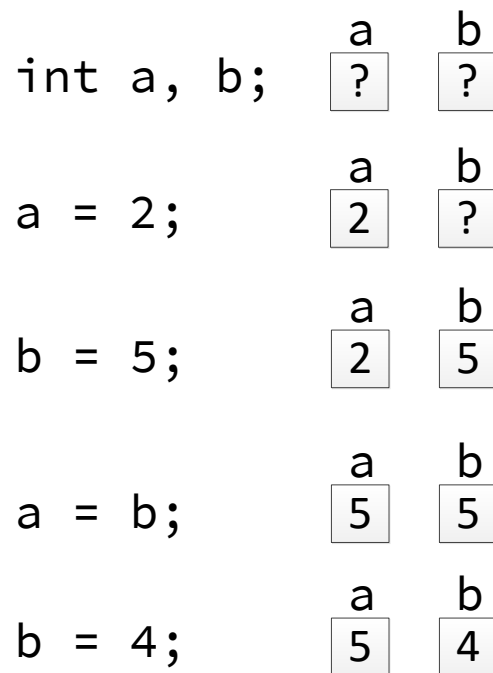 a b
int a, b; ? ?
a b
a = 2; 2 ?
a b
b = 5; 2 5
a b
a = b; 5 5
a b
b = 4; 5 4